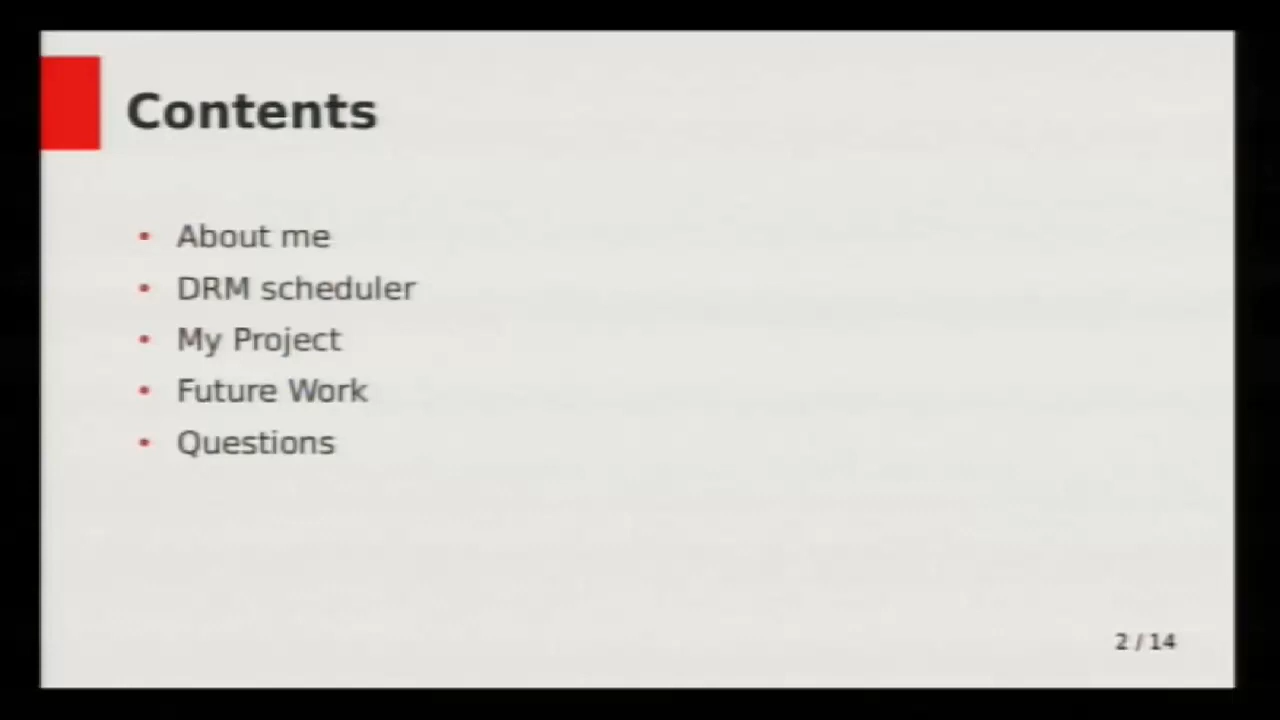 Contents
• About me
• DRM scheduler
• My Project
• Future Work
• Questions
2 / 14